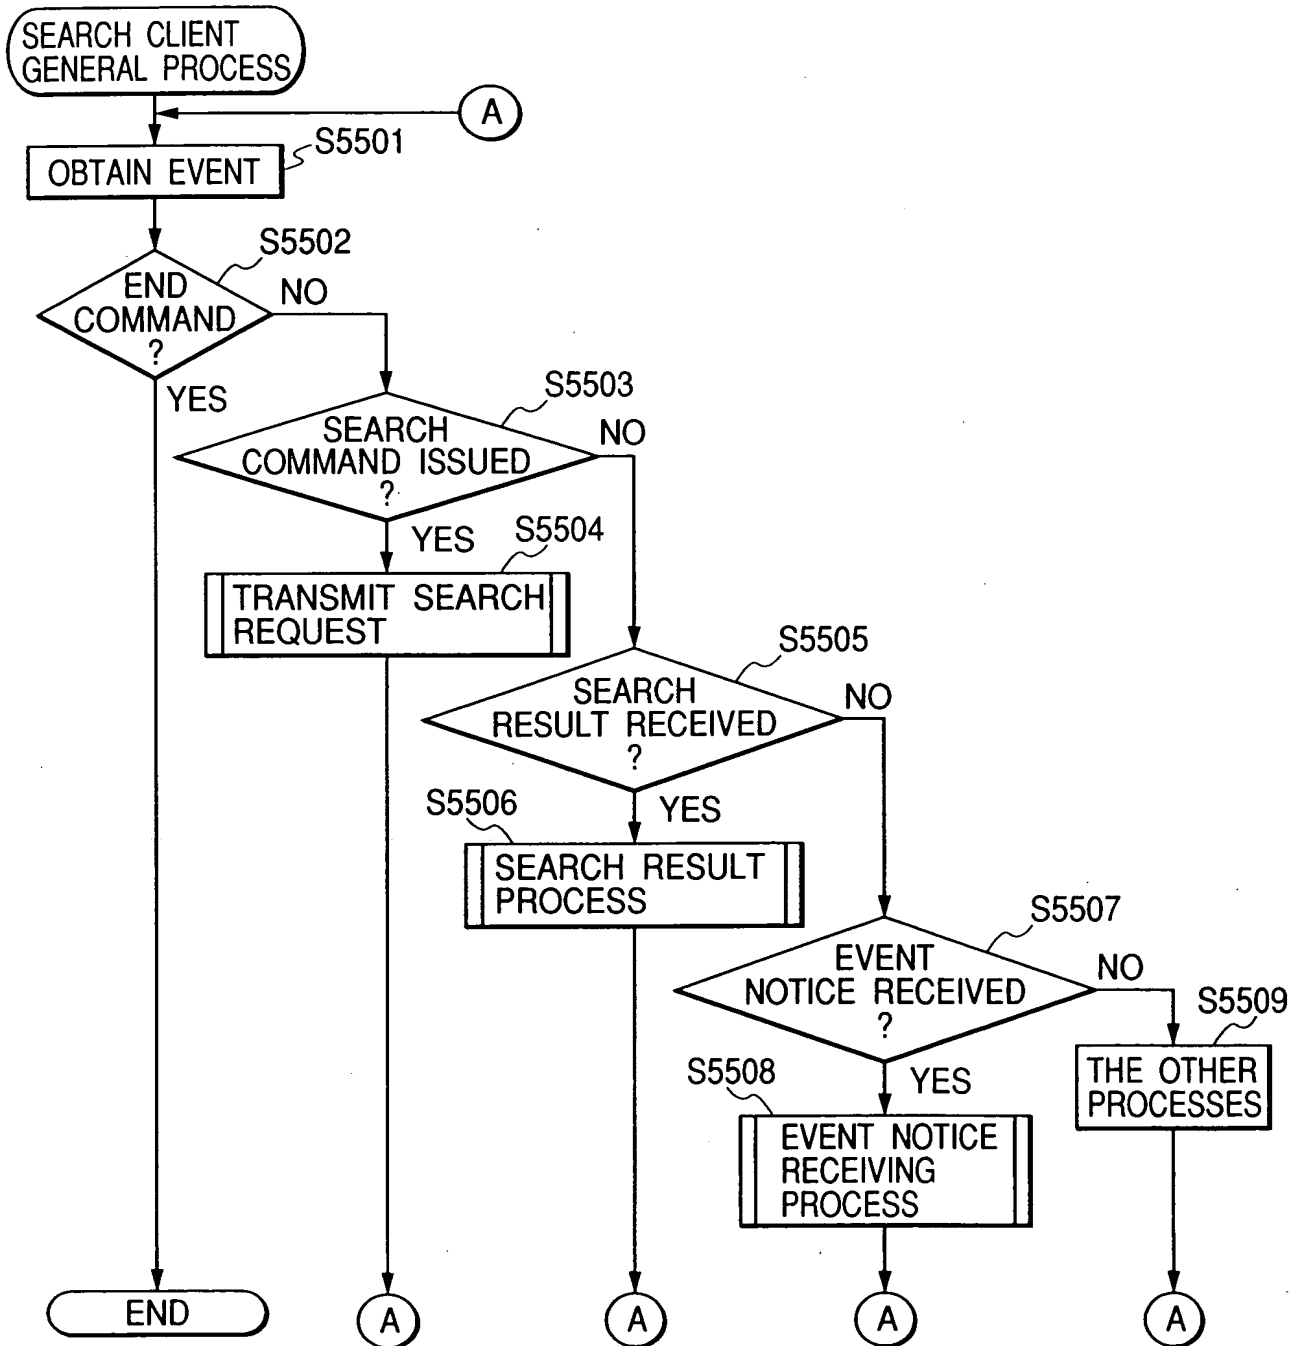 SEARCH CLIENT
GENERAL PROCESS
A
S5501
OBTAIN EVENT
S5502
END
COMMAND
?
NO
YES
S5503
SEARCH
COMMAND ISSUED
?
NO
YES
S5504
TRANSMIT SEARCH
REQUEST
S5505
SEARCH
RESULT RECEIVED
?
NO
YES
S5506
SEARCH RESULT
PROCESS
S5507
EVENT
NOTICE RECEIVED
?
NO
YES
S5508
EVENT NOTICE
RECEIVING
PROCESS
S5509
THE OTHER
PROCESSES
END
A
A
A
A